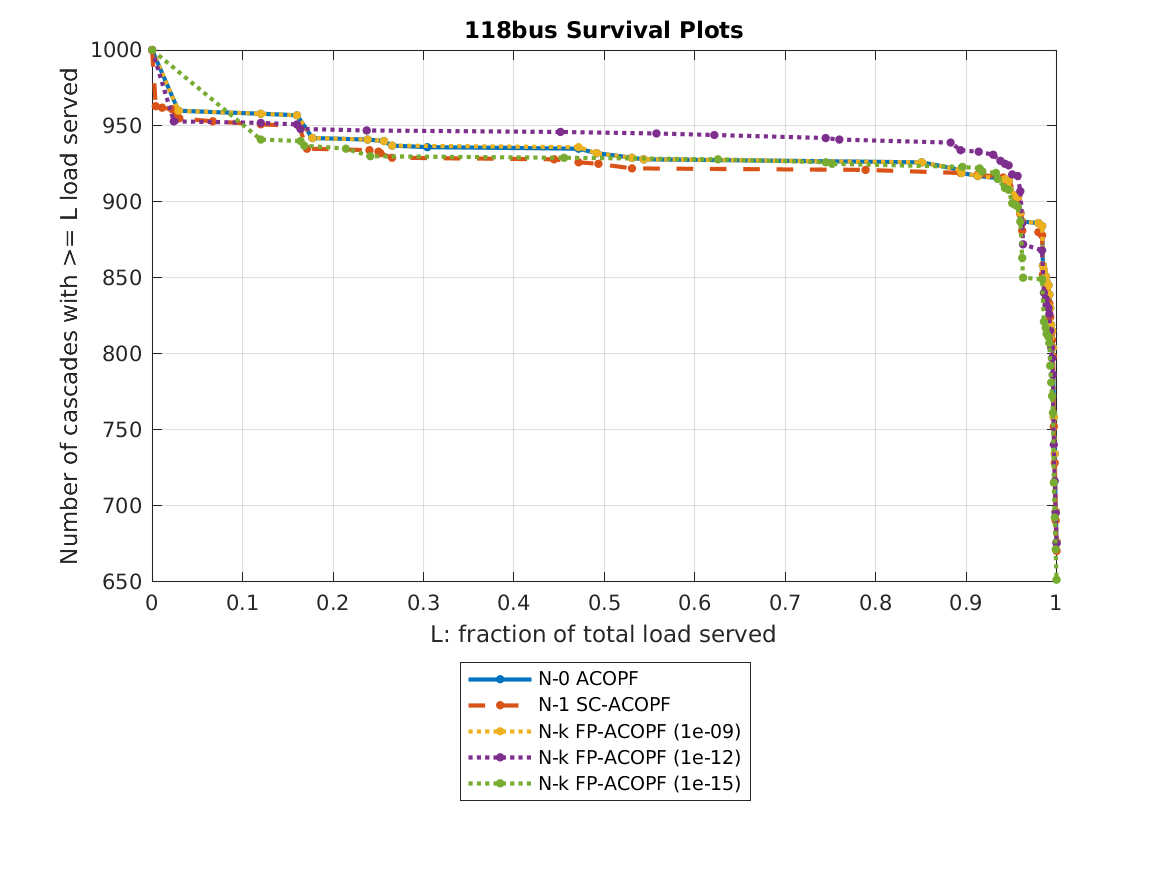 118bus Survival Plots
Number of cascades with >= L load served
1000
950
900
850
800
750
700
650
0 0.1 0.2 0.3 0.4 0.5 0.6 0.7 0.8 0.9 1
L: fraction of total load served
N-0 ACOPF
N-1 SC-ACOPF
N-k FP-ACOPF (1e-09)
N-k FP-ACOPF (1e-12)
N-k FP-ACOPF (1e-15)